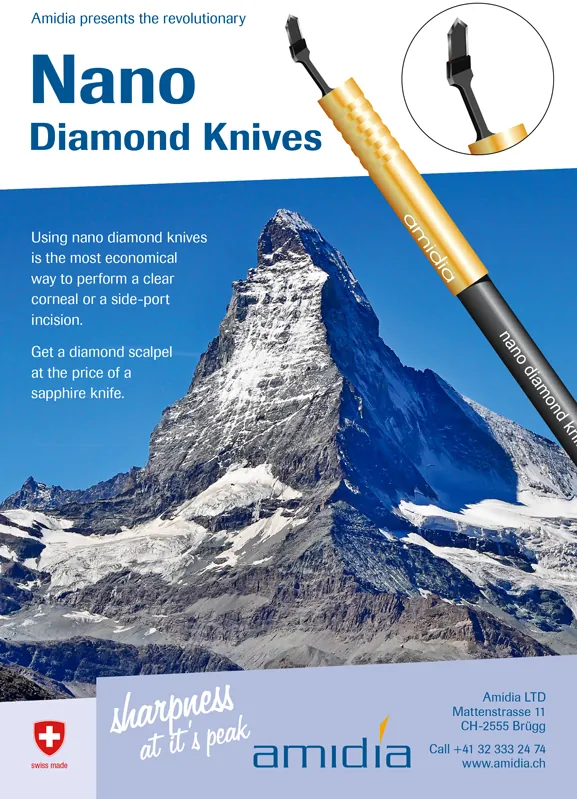 Amidia presents the revolutionary
Nano
Diamond Knives
amidia
nano diamond kn
Using nano diamond knives
is the most economical
way to perform a clear
corneal or a side-port
incision.
Get a diamond scalpel
at the price of a
sapphire knife.
swiss made
sharpness
at it's peak
amidia
Amidia LTD
Mattenstrasse 11
CH-2555 Brügg
Call +41 32 333 24 74
www.amidia.ch